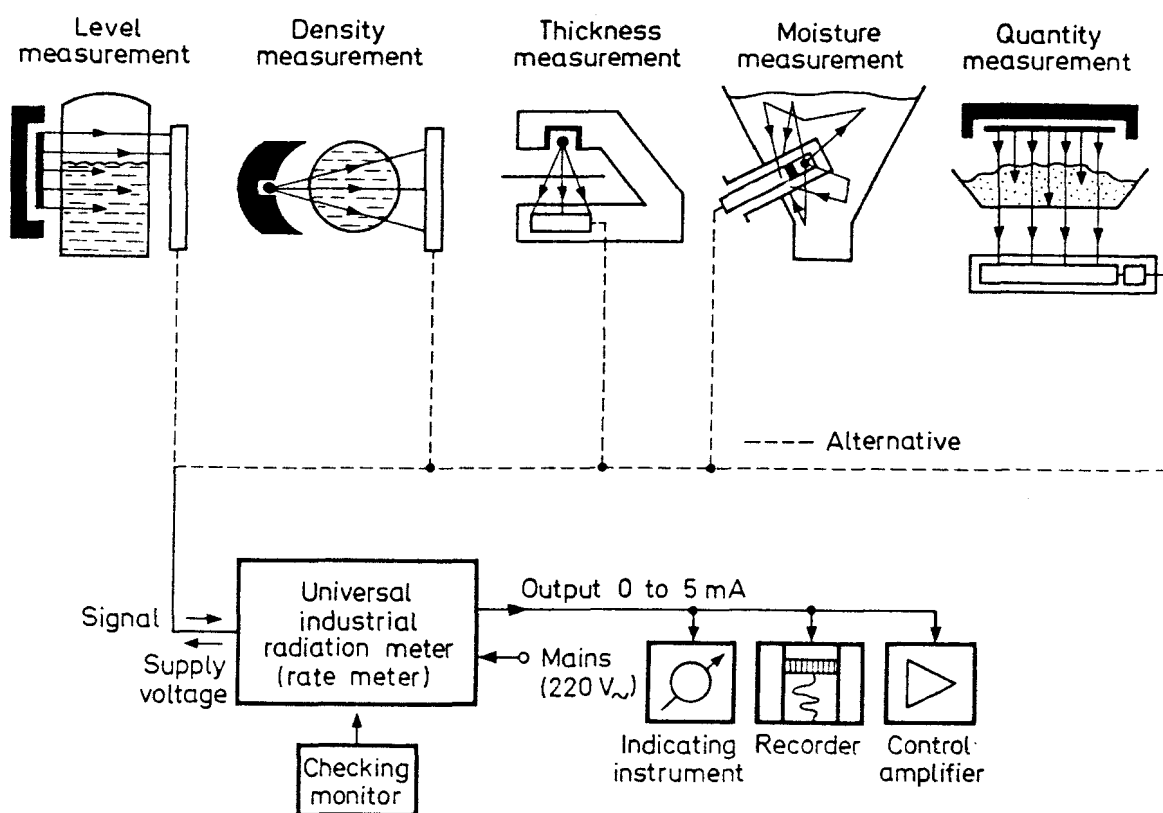 Level
measurement
Density
measurement
Thickness
measurement
Moisture
measurement
Quantity
measurement
---- Alternative
Signal
Supply
voltage
Universal
industrial
radiation meter
(rate meter)
Output 0 to 5 mA
Mains
(220 V~)
Checking
monitor
Indicating
instrument
Recorder
Control
amplifier